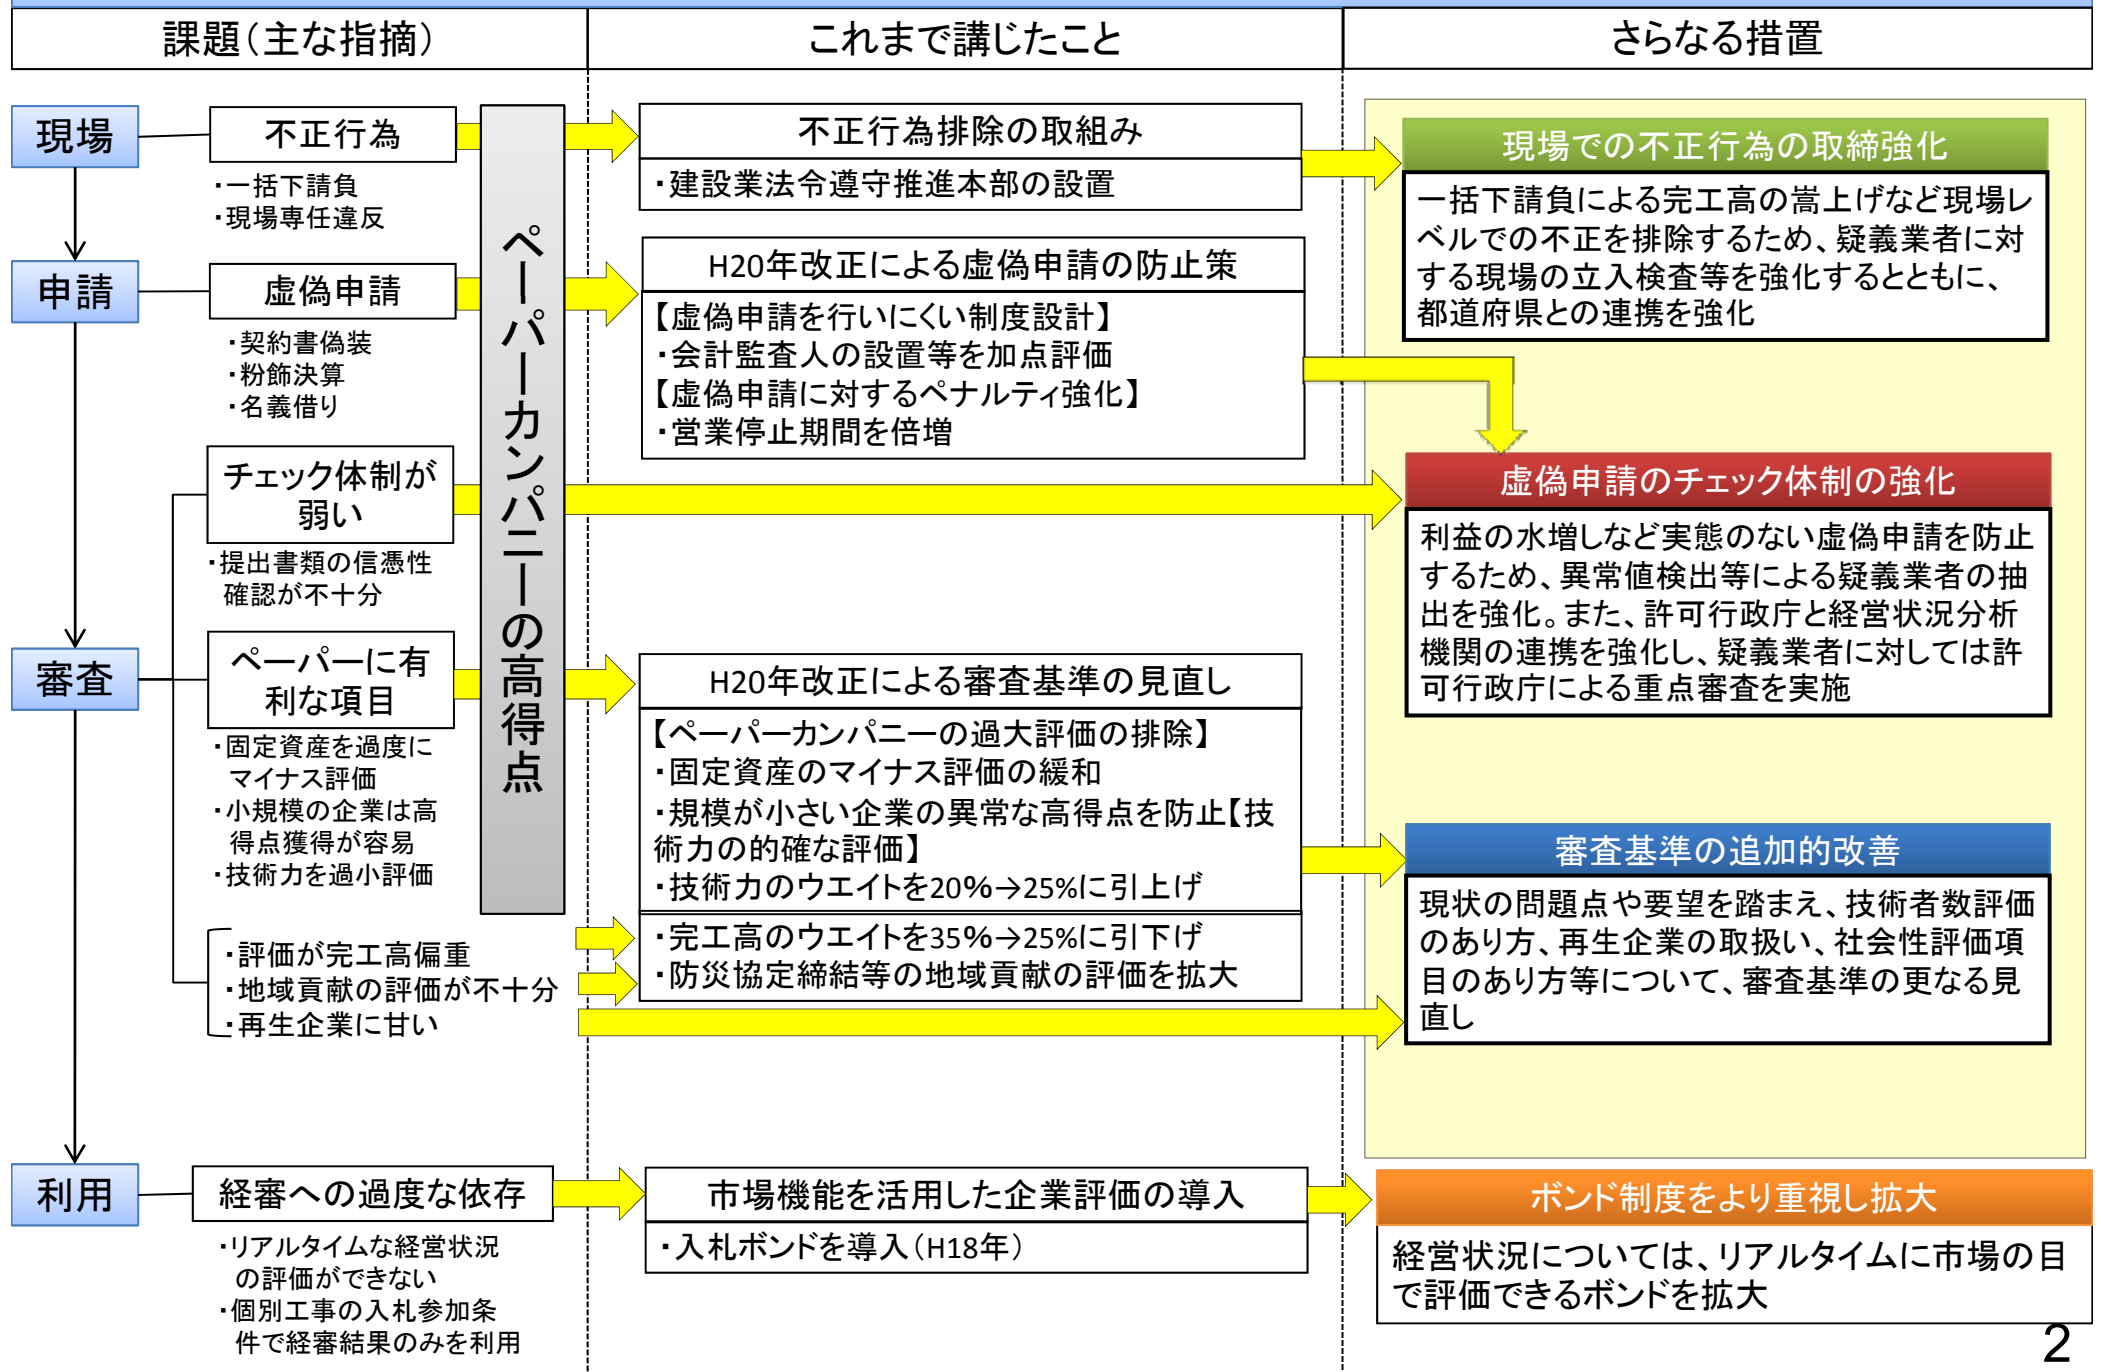 課題（主な指摘）
これまで講じたこと
さらなる措置
現場
不正行為
・一括下請負
・現場専任違反
申請
虚偽申請
・契約書偽装
・粉飾決算
・名義借り
チェック体制が
弱い
・提出書類の信憑性
確認が不十分
審査
ペーパーに有
利な項目
・固定資産を過度に
マイナス評価
・小規模の企業は高
得点獲得が容易
・技術力を過小評価
・評価が完工高偏重
・地域貢献の評価が不十分
・再生企業に甘い
利用
経審への過度な依存
・リアルタイムな経営状況
の評価ができない
・個別工事の入札参加条
件で経審結果のみを利用
ペーパーカンパニーの高得点
不正行為排除の取組み
・建設業法令遵守推進本部の設置
H20年改正による虚偽申請の防止策
【虚偽申請を行いにくい制度設計】
・会計監査人の設置等を加点評価
【虚偽申請に対するペナルティ強化】
・営業停止期間を倍増
H20年改正による審査基準の見直し
【ペーパーカンパニーの過大評価の排除】
・固定資産のマイナス評価の緩和
・規模が小さい企業の異常な高得点を防止【技
術力の的確な評価】
・技術力のウエイトを20％→25%に引上げ
・完工高のウエイトを35％→25%に引下げ
・防災協定締結等の地域貢献の評価を拡大
市場機能を活用した企業評価の導入
・入札ボンドを導入（H18年）
現場での不正行為の取締強化
一括下請負による完工高の嵩上げなど現場レ
ベルでの不正を排除するため、疑義業者に対
する現場の立入検査等を強化するとともに、
都道府県との連携を強化
虚偽申請のチェック体制の強化
利益の水増しなど実態のない虚偽申請を防止
するため、異常値検出等による疑義業者の抽
出を強化。また、許可行政庁と経営状況分析
機関の連携を強化し、疑義業者に対しては許
可行政庁による重点審査を実施
審査基準の追加的改善
現状の問題点や要望を踏まえ、技術者数評価
のあり方、再生企業の取扱い、社会性評価項
目のあり方等について、審査基準の更なる見
直し
ボンド制度をより重視し拡大
経営状況については、リアルタイムに市場の目
で評価できるボンドを拡大
2